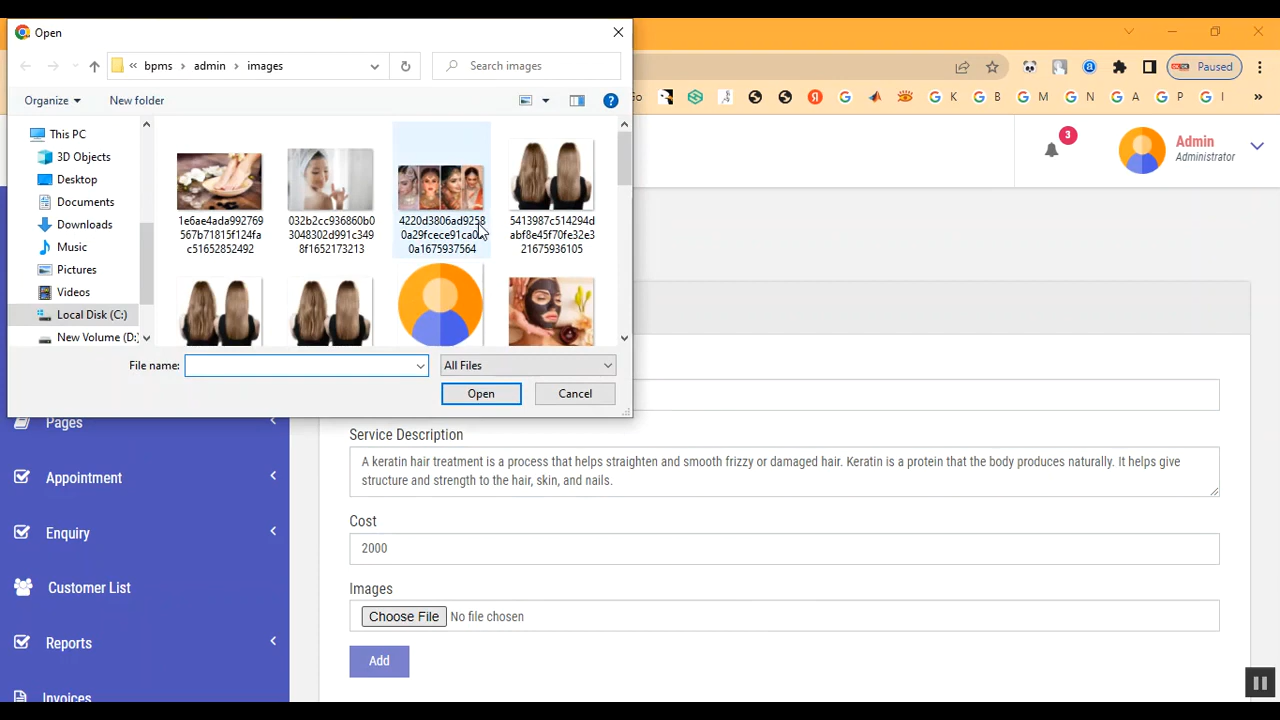 Open
« bpms > admin > images
Search images
Organize
New folder
This PC
3D Objects
Desktop
Documents
Downloads
Music
Pictures
Videos
Local Disk (C:)
New Volume (D:)
1e6ae4ada992769
567b71815f124fa
c51652852492
032b2cc936860b0
3048302d991c349
8f1652173213
4220d3806ad9258
0a1675937564
5413987c514294d
abf8e45f70fe32e3
21675936105
File name:
All Files
Open
Cancel
Paused
K
B
M
N
A
P
»
3
Admin
Administrator
Pages
Appointment
Enquiry
Customer List
Reports
Invoices
Service Description
A keratin hair treatment is a process that helps straighten and smooth frizzy or damaged hair. Keratin is a protein that the body produces naturally. It helps give
structure and strength to the hair, skin, and nails.
Cost
2000
Images
Choose File No file chosen
Add